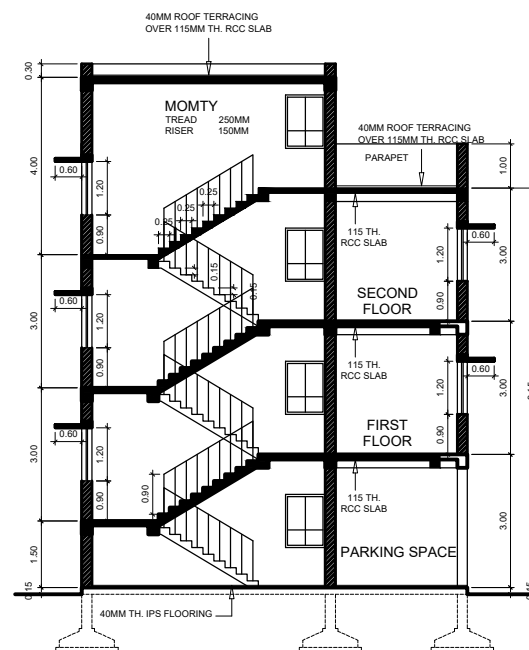 40MM ROOF TERRACING
OVER 115MM TH. RCC SLAB
0.30
MOMTY
TREAD 250MM
RISER 150MM
40MM ROOF TERRACING
OVER 115MM TH. RCC SLAB
PARAPET
1.00
4.00
0.60
1.20
0.90
0.25
0.25
115 TH.
RCC SLAB
0.60
1.20
0.90
0.15
0.15
SECOND
FLOOR
3.00
0.60
1.20
0.90
3.00
115 TH.
RCC SLAB
0.60
1.20
0.90
3.00
FIRST
FLOOR
0.60
1.20
0.90
3.00
0.90
115 TH.
RCC SLAB
3.00
1.50
PARKING SPACE
0.15
0.15
40MM TH. IPS FLOORING